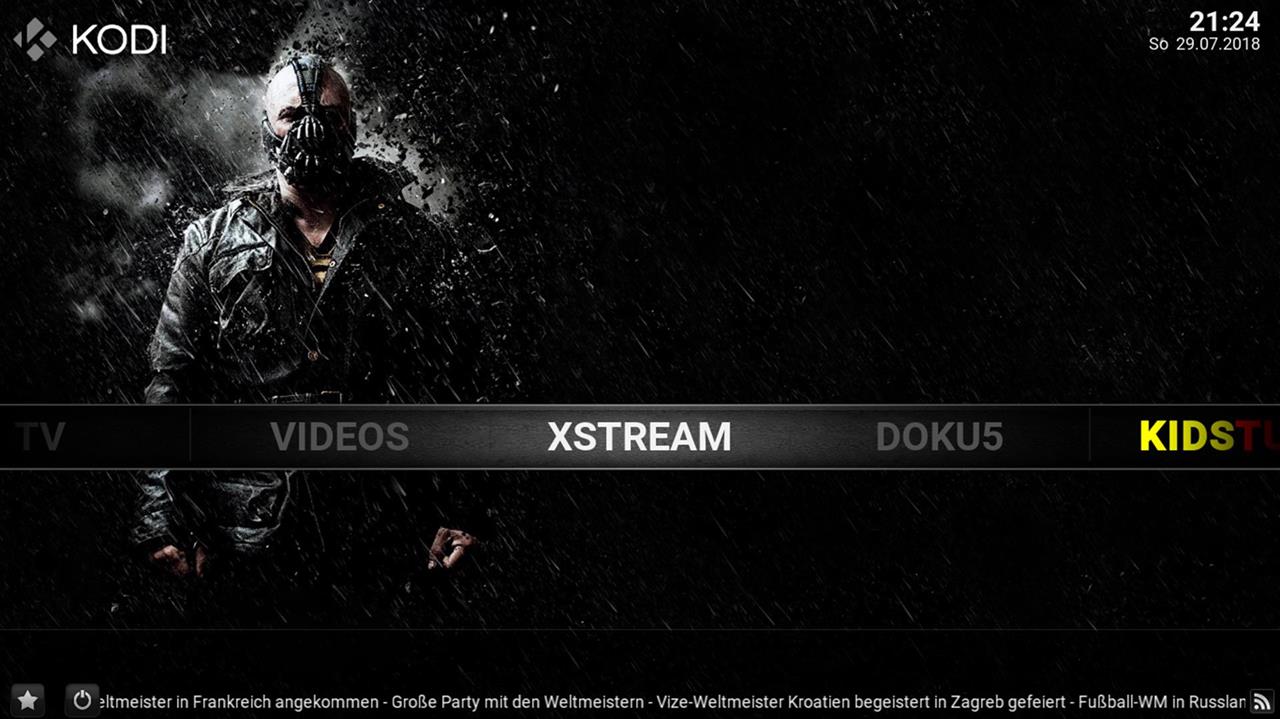 KODI
21:24
So 29.07.2018
TV VIDEOS XSTREAM DOKU5 KIDSTU
eltmeister in Frankreich angekommen - Große Party mit den Weltmeistern - Vize-Weltmeister Kroatien begeistert in Zagreb gefeiert - Fußball-WM in Russlan